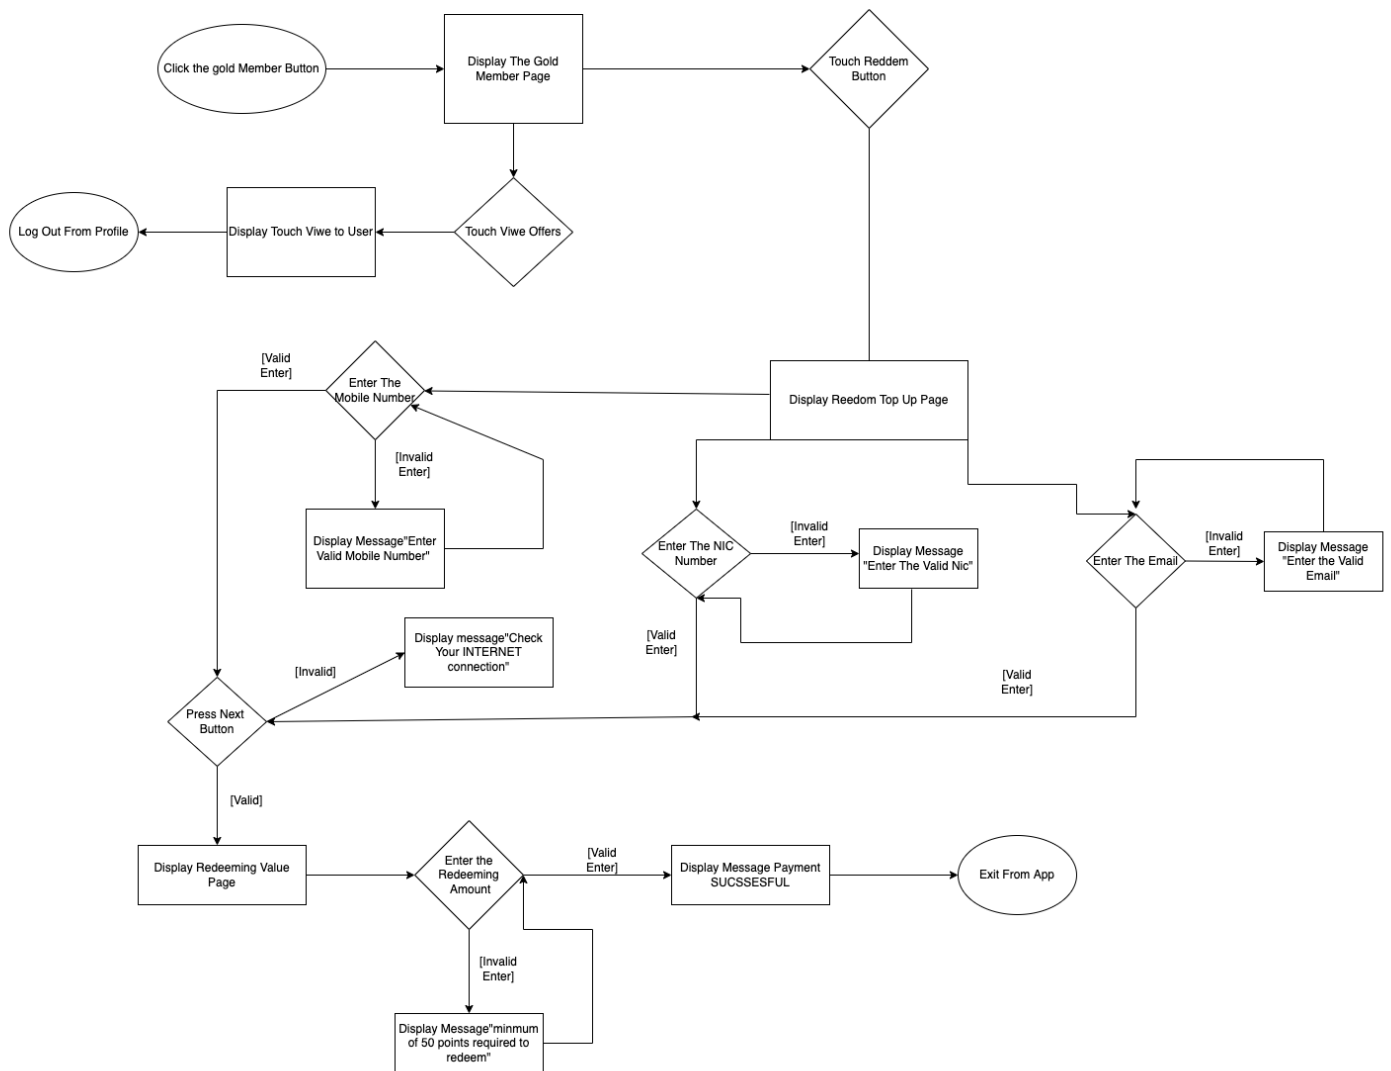 Click the gold Member Button
Display The Gold
Member Page
Touch Reddem
Button
Log Out From Profile
Display Touch Viwe to User
Touch Viwe Offers
[Valid
Enter]
Enter The
Mobile Number
Display Reedom Top Up Page
[Invalid
Enter]
Display Message"Enter
Valid Mobile Number"
Enter The NIC
Number
[Invalid
Enter]
Display Message
"Enter The Valid Nic"
Enter The Email
[Invalid
Enter]
Display Message
"Enter the Valid
Email"
Display message"Check
Your INTERNET
connection"
[Valid
Enter]
[Invalid]
[Valid
Enter]
Press Next
Button
[Valid]
Display Redeeming Value
Page
Enter the
Redeeming
Amount
[Valid
Enter]
Display Message Payment
SUCSSESFUL
Exit From App
[Invalid
Enter]
Display Message"minmum
of 50 points required to
redeem"